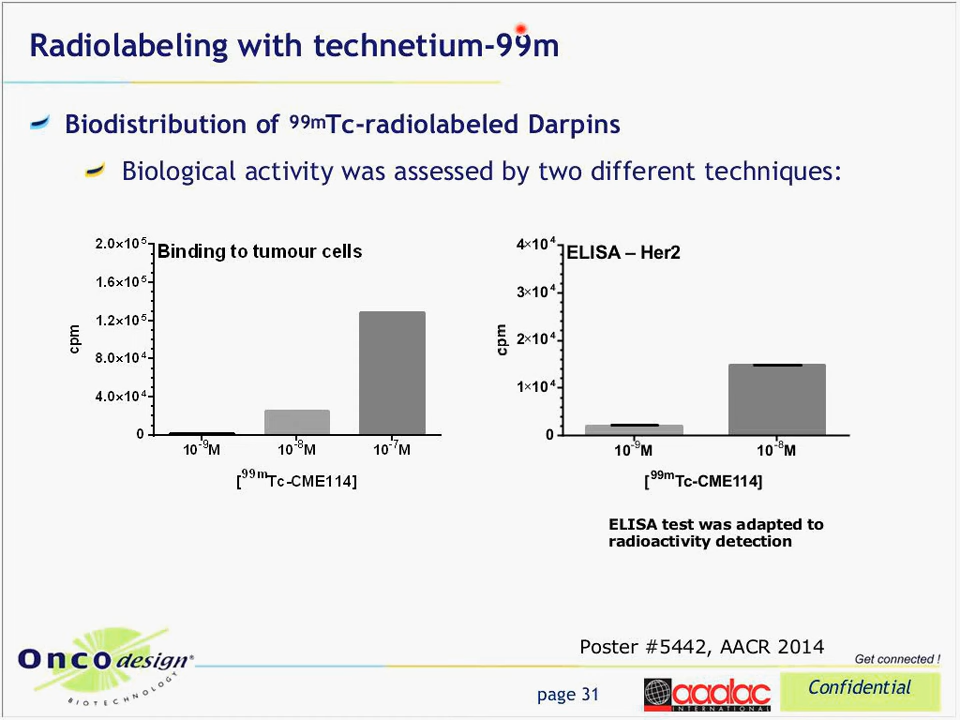 Radiolabeling with technetium-99m
Biodistribution of ⁹⁹ᵐTc-radiolabeled Darpins
Biological activity was assessed by two different techniques:
Binding to tumour cells
2.0×10⁵
1.6×10⁵
1.2×10⁵
8.0×10⁴
4.0×10⁴
0
cpm
10⁻⁹M 10⁻⁸M 10⁻⁷M
[⁹⁹ᵐTc-CME114]
ELISA – Her2
4×10⁴
3×10⁴
2×10⁴
1×10⁴
0
cpm
10⁻⁹M 10⁻⁸M
[⁹⁹ᵐTc-CME114]
ELISA test was adapted to
radioactivity detection
Poster #5442, AACR 2014
Get connected !
Oncodesign®
BIOTECHNOLOGY
page 31
aaalac
INTERNATIONAL
Confidential